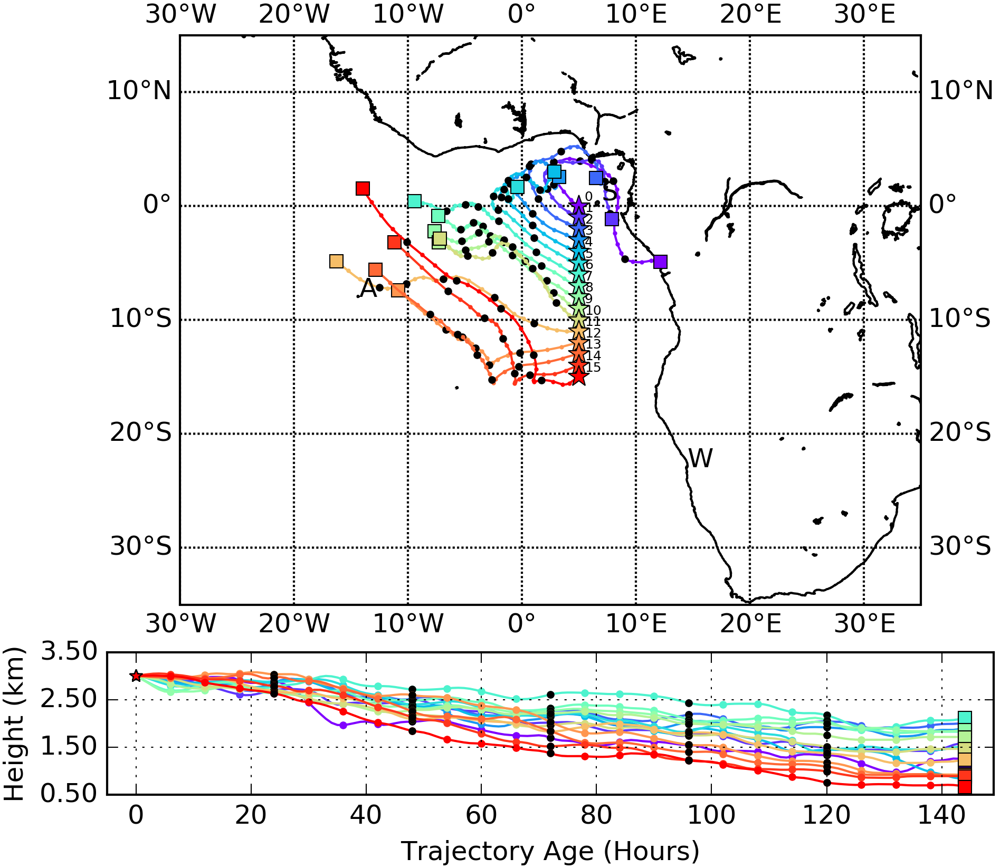 30°W 20°W 10°W 0° 10°E 20°E 30°E
10°N 10°N
0° 0°
10°S 10°S
20°S 20°S
30°S 30°S
S
A
W
0
1
2
3
4
5
6
7
8
9
10
11
12
13
14
15
30°W 20°W 10°W 0° 10°E 20°E 30°E
Height (km)
3.50
2.50
1.50
0.50
0 20 40 60 80 100 120 140
Trajectory Age (Hours)